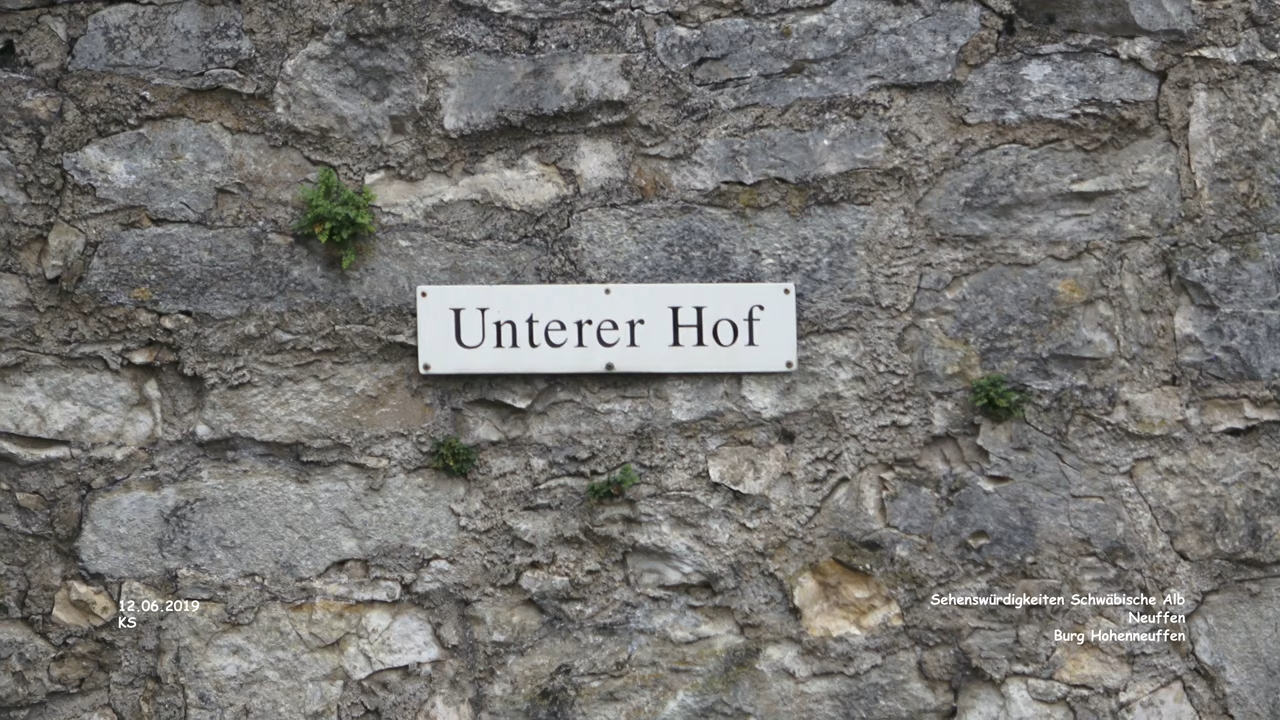 Unterer Hof
12.06.2019
KS
Sehenswürdigkeiten Schwäbische Alb
Neuffen
Burg Hohenneuffen